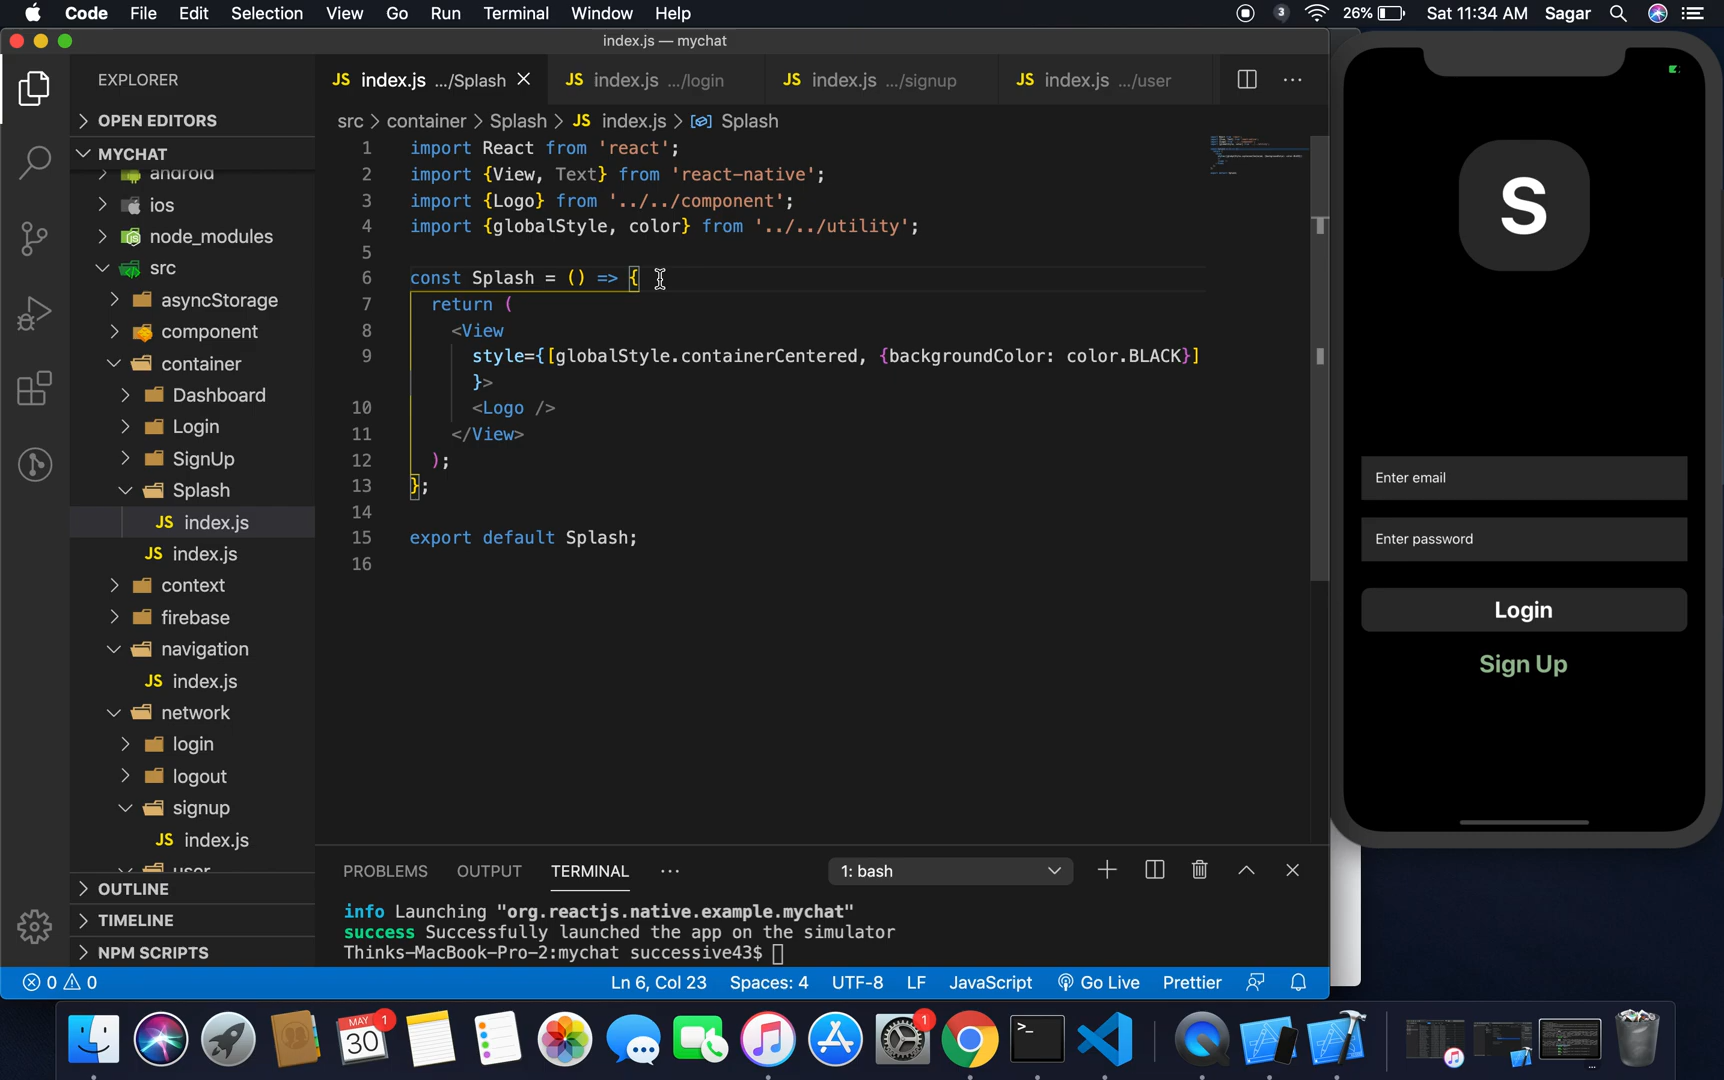 Code File Edit Selection View Go Run Terminal Window Help
3 26% Sat 11:34 AM Sagar
index.js — mychat
EXPLORER
OPEN EDITORS
MYCHAT
android
ios
node_modules
src
asyncStorage
component
container
Dashboard
Login
SignUp
Splash
JS index.js
JS index.js
context
firebase
navigation
JS index.js
network
login
logout
signup
JS index.js
user
OUTLINE
TIMELINE
NPM SCRIPTS
JS index.js .../Splash JS index.js .../login JS index.js .../signup JS index.js .../user
src > container > Splash > JS index.js > Splash
1 import React from 'react';
2 import {View, Text} from 'react-native';
3 import {Logo} from '../../component';
4 import {globalStyle, color} from '../../utility';
5
6 const Splash = () => {
7 return (
8 <View
9 style={[globalStyle.containerCentered, {backgroundColor: color.BLACK}]
}>
10 <Logo />
11 </View>
12 );
13 };
14
15 export default Splash;
16
PROBLEMS OUTPUT TERMINAL ... 1: bash
info Launching "org.reactjs.native.example.mychat"
success Successfully launched the app on the simulator
Thinks-MacBook-Pro-2:mychat successive43$
0 0 Ln 6, Col 23 Spaces: 4 UTF-8 LF JavaScript Go Live Prettier
S
Enter email
Enter password
Login
Sign Up
MAY
30
1
1
>_